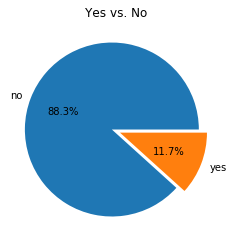 Yes vs. No
no
88.3%
11.7%
yes